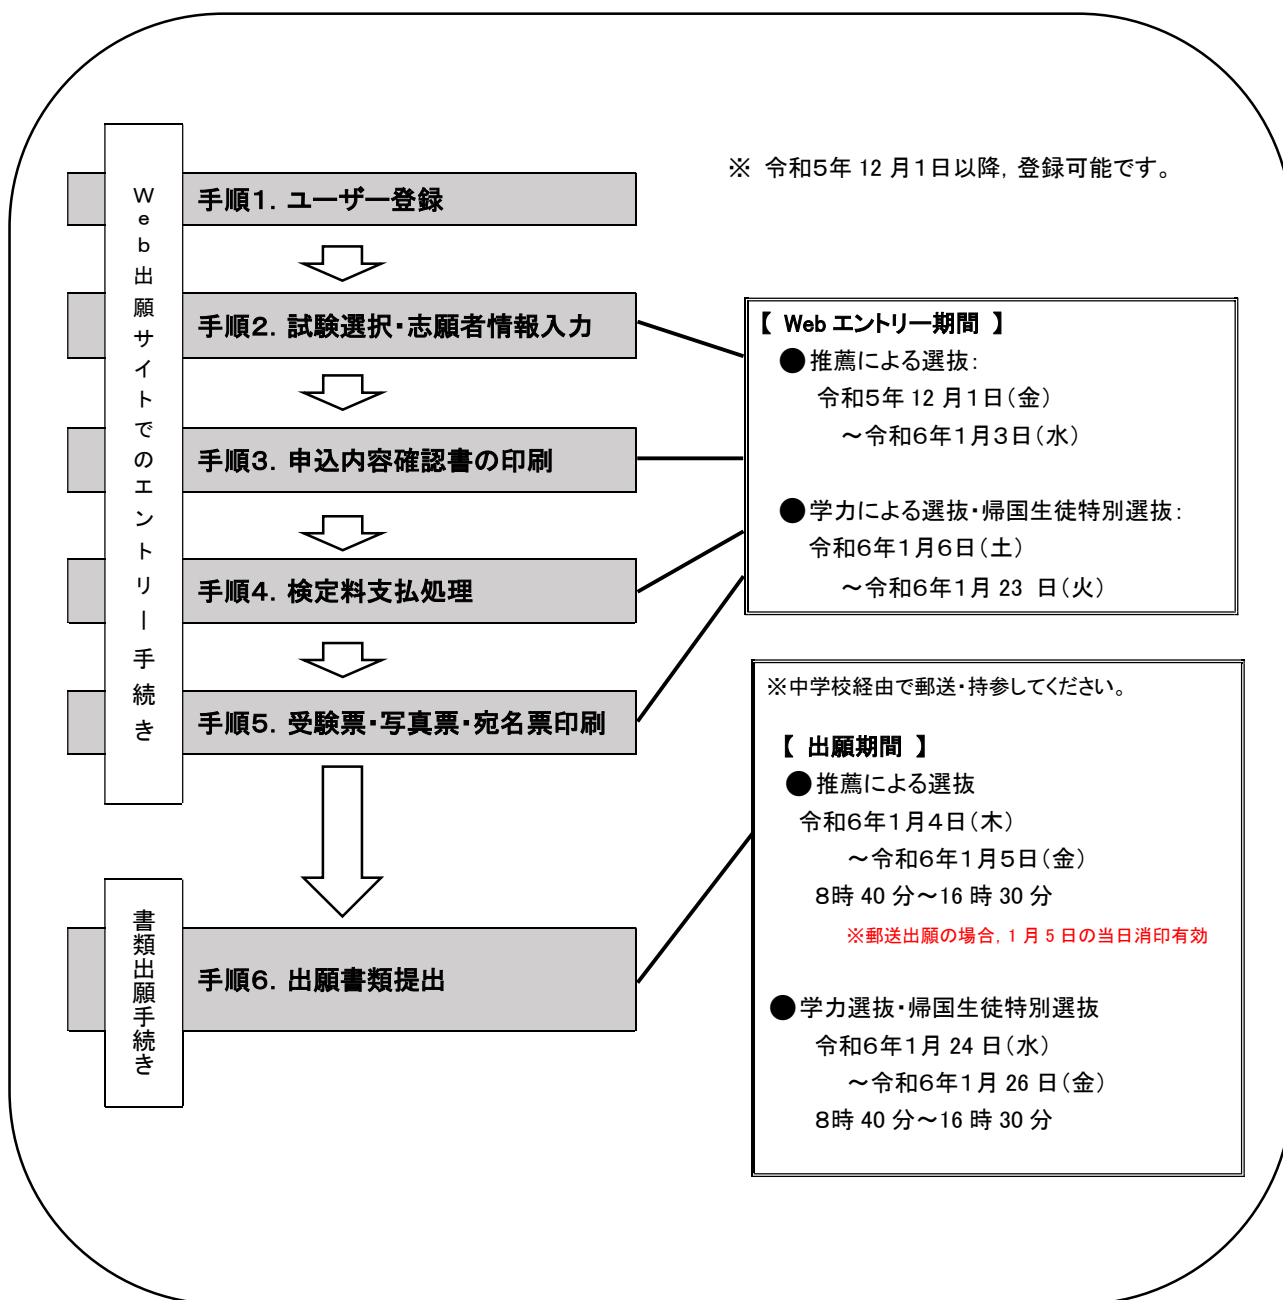 ※ 令和5年 12 月1日以降, 登録可能です。
Web出願サイトでのエントリー手続き
手順1. ユーザー登録
手順2. 試験選択・志願者情報入力
手順3. 申込内容確認書の印刷
手順4. 検定料支払処理
手順5. 受験票・写真票・宛名票印刷
書類出願手続き
手順6. 出願書類提出
【 Web エントリー期間 】
●推薦による選抜:
令和5年 12 月1日(金)
～令和6年1月3日(水)
●学力による選抜・帰国生徒特別選抜:
令和6年1月6日(土)
～令和6年1月 23 日(火)
※中学校経由で郵送・持参してください。
【 出願期間 】
●推薦による選抜
令和6年1月4日(木)
～令和6年1月5日(金)
8時 40 分～16 時 30 分
※郵送出願の場合, 1 月 5 日の当日消印有効
●学力選抜・帰国生徒特別選抜
令和6年1月 24 日(水)
～令和6年1月 26 日(金)
8時 40 分～16 時 30 分